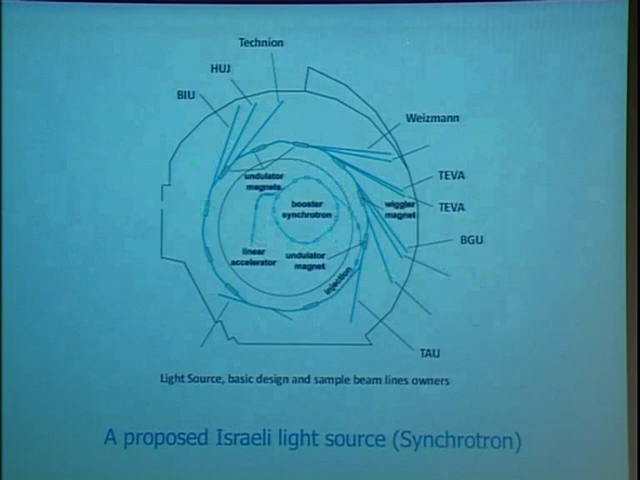 Technion
HUJ
BIU
Weizmann
undulator
magnets
TEVA
booster
synchrotron
wiggler
magnet
TEVA
BGU
linear
accelerator
undulator
magnet
injection
TAU
Light Source, basic design and sample beam lines owners
A proposed Israeli light source (Synchrotron)